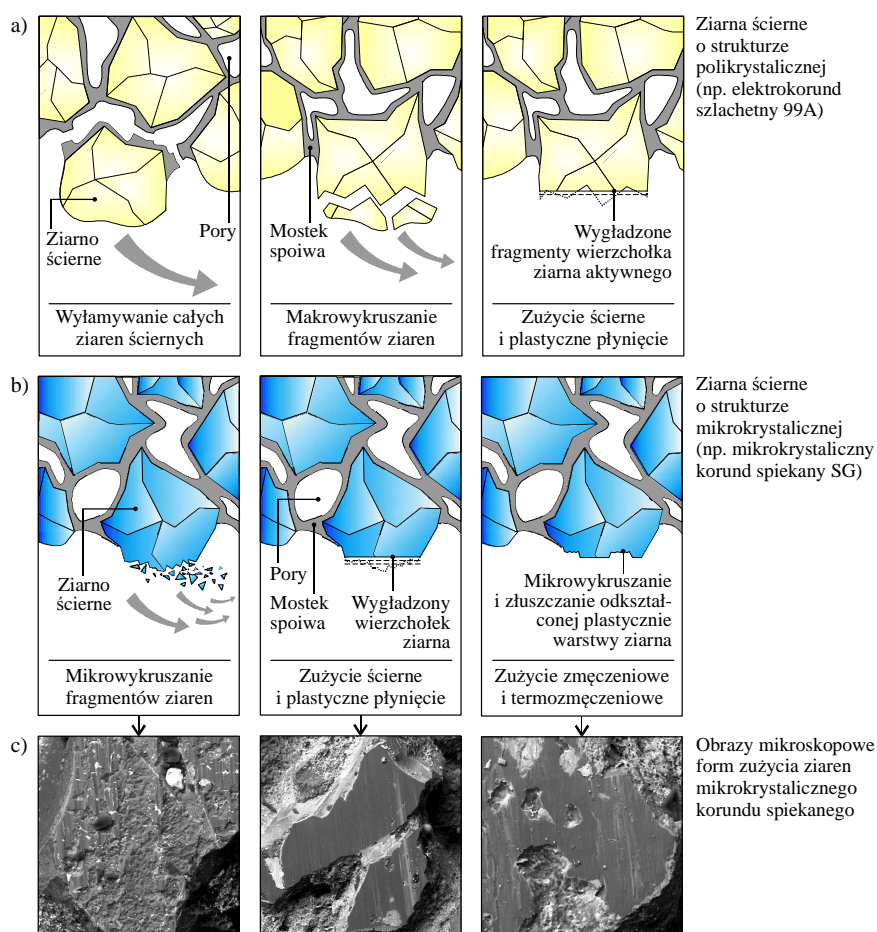 a)
Ziarno
ścierne
Pory
Wyłamywanie całych
ziaren ściernych
Mostek
spoiwa
Makrowykruszanie
fragmentów ziaren
Wygładzone
fragmenty wierzchołka
ziarna aktywnego
Zużycie ścierne
i plastyczne płynięcie
Ziarna ścierne
o strukturze
polikrystalicznej
(np. elektrokorund
szlachetny 99A)
b)
Ziarno
ścierne
Mikrowykruszanie
fragmentów ziaren
Pory
Mostek
spoiwa
Wygładzony
wierzchołek
ziarna
Zużycie ścierne
i plastyczne płynięcie
Mikrowykruszanie
i złuszczanie odkształ-
conej plastycznie
warstwy ziarna
Zużycie zmęczeniowe
i termozmęczeniowe
Ziarna ścierne
o strukturze
mikrokrystalicznej
(np. mikrokrystaliczny
korund spiekany SG)
c)
Obrazy mikroskopowe
form zużycia ziaren
mikrokrystalicznego
korundu spiekanego